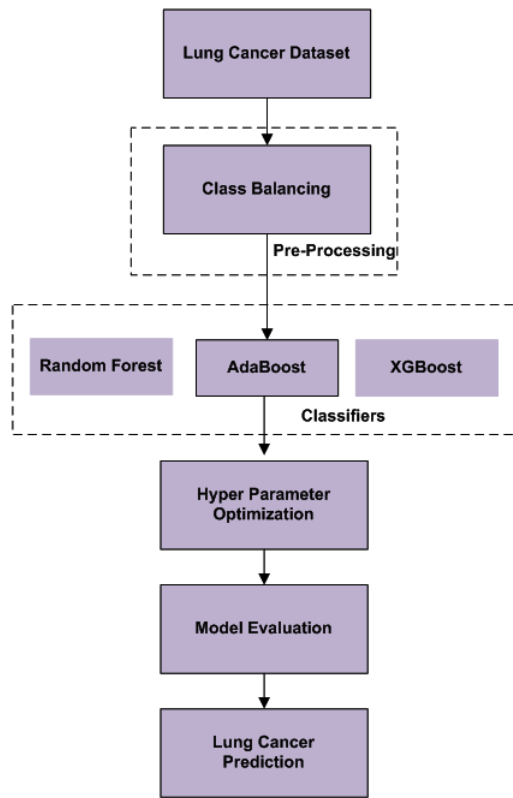 Lung Cancer Dataset
Class Balancing
Pre-Processing
Random Forest
AdaBoost
XGBoost
Classifiers
Hyper Parameter
Optimization
Model Evaluation
Lung Cancer
Prediction